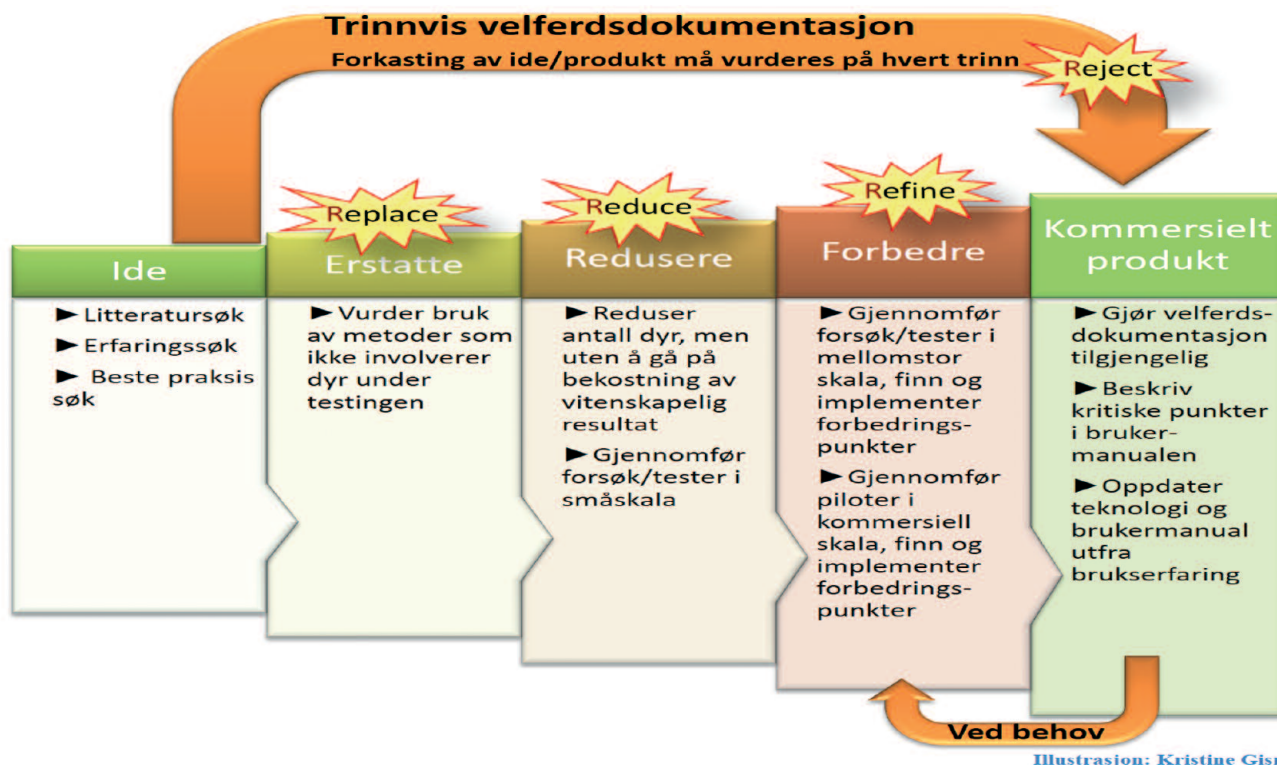 Trinnvis velferdsdokumentasjon
Forkasting av ide/produkt må vurderes på hvert trinn
Reject
Replace
Reduce
Refine
Ide
► Litteratursøk
► Erfaringssøk
► Beste praksis
søk
Erstatte
► Vurder bruk
av metoder som
ikke involverer
dyr under
testingen
Redusere
► Reduser
antall dyr, men
uten å gå på
bekostning av
vitenskapelig
resultat
► Gjennomfør
forsøk/tester i
småskala
Forbedre
► Gjennomfør
forsøk/tester i
mellomstor
skala, finn og
implementer
forbedrings-
punkter
► Gjennomfør
piloter i
kommersiell
skala, finn og
implementer
forbedrings-
punkter
Kommersielt
produkt
► Gjør velferds-
dokumentasjon
tilgjengelig
► Beskriv
kritiske punkter
i bruker-
manualen
► Oppdater
teknologi og
brukermanual
utfra
brukserfaring
Ved behov
Illustrasjon: Kristine